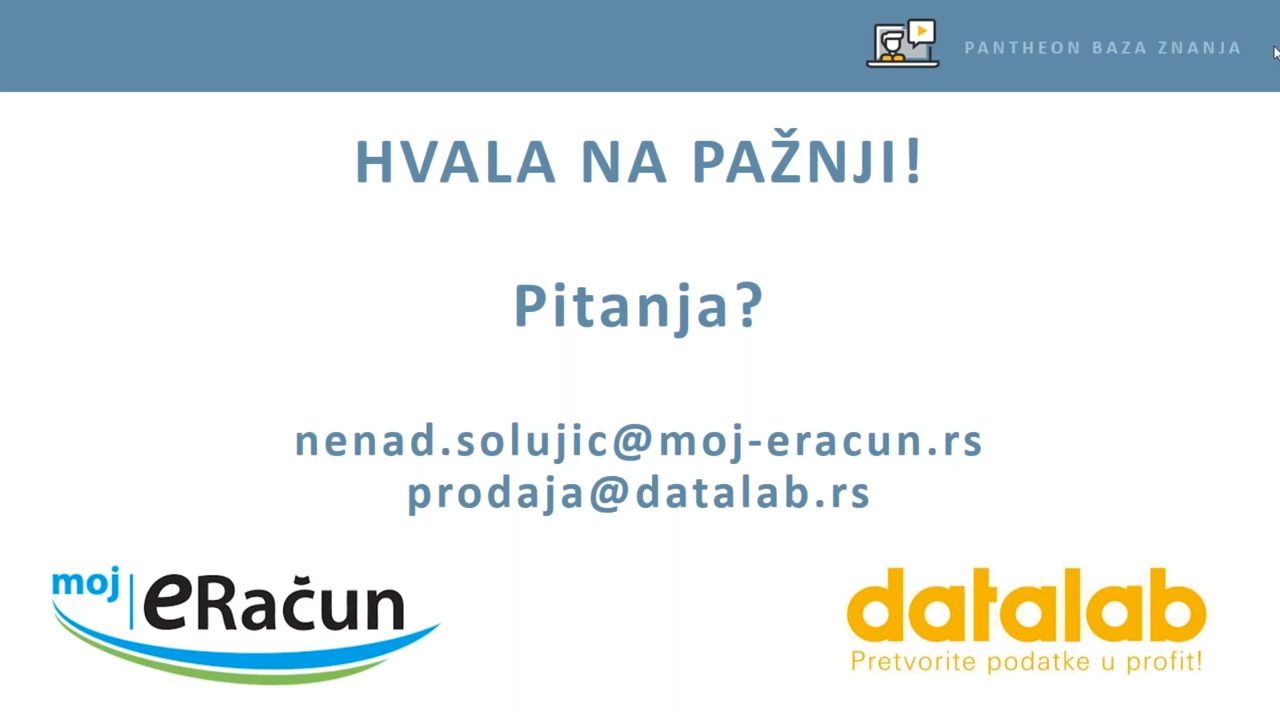 PANTHEON BAZA ZNANJA
HVALA NA PAŽNJI!
Pitanja?
nenad.solujic@moj-eracun.rs
prodaja@datalab.rs
moj eRačun
datalab
Pretvorite podatke u profit!